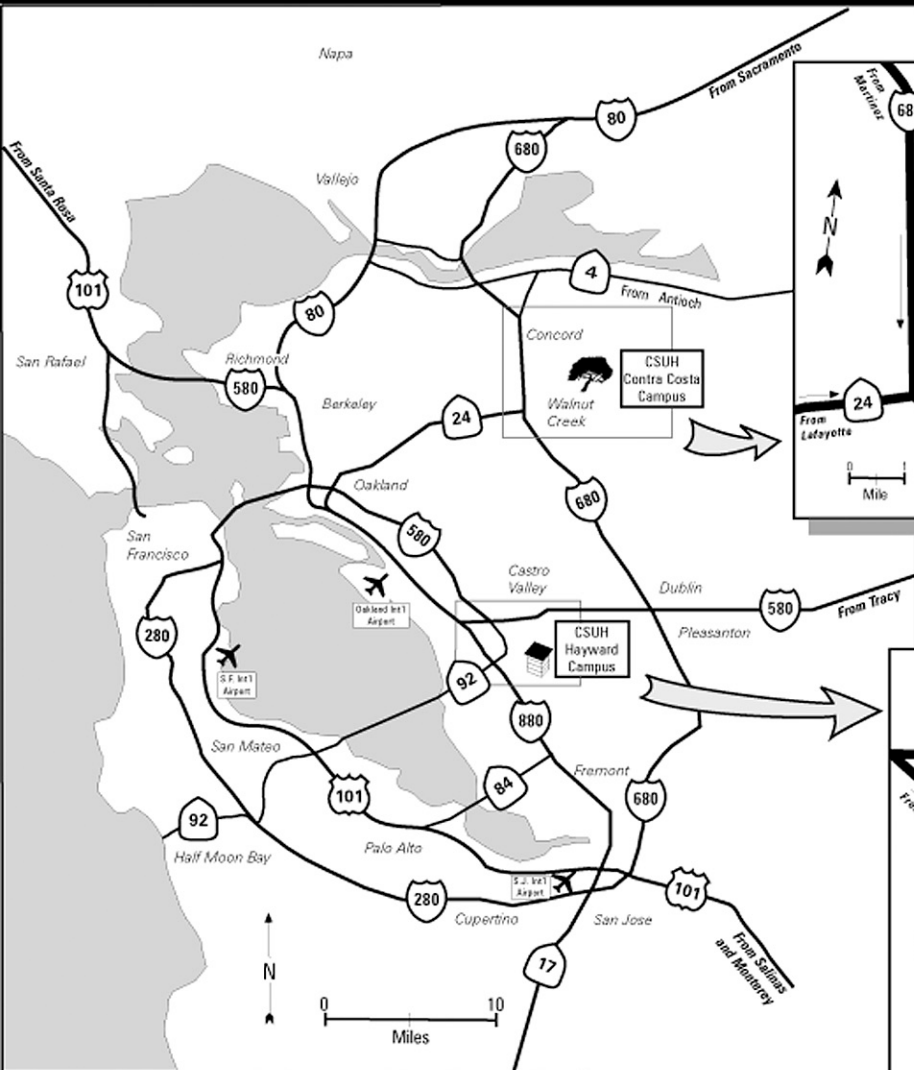 Napa
From Sacramento
80
680
From
Martinez
68
From Santa Rosa
Vallejo
N
101
4
From Antioch
80
Concord
San Rafael
Richmond
580
CSUH
Contra Costa
Campus
Berkeley
24
Walnut
Creek
24
From
Lafayette
0 1
Mile
Oakland
680
San
Francisco
580
Castro
Valley
Dublin
Oakland Int'l
Airport
580
From Tracy
Pleasanton
280
CSUH
Hayward
Campus
S.F. Int'l
Airport
92
880
San Mateo
Fremont
101
84
680
92
Palo Alto
Half Moon Bay
S.J. Int'l
Airport
101
280
Cupertino
San Jose
From Salinas
and Monterey
17
N
0 10
Miles